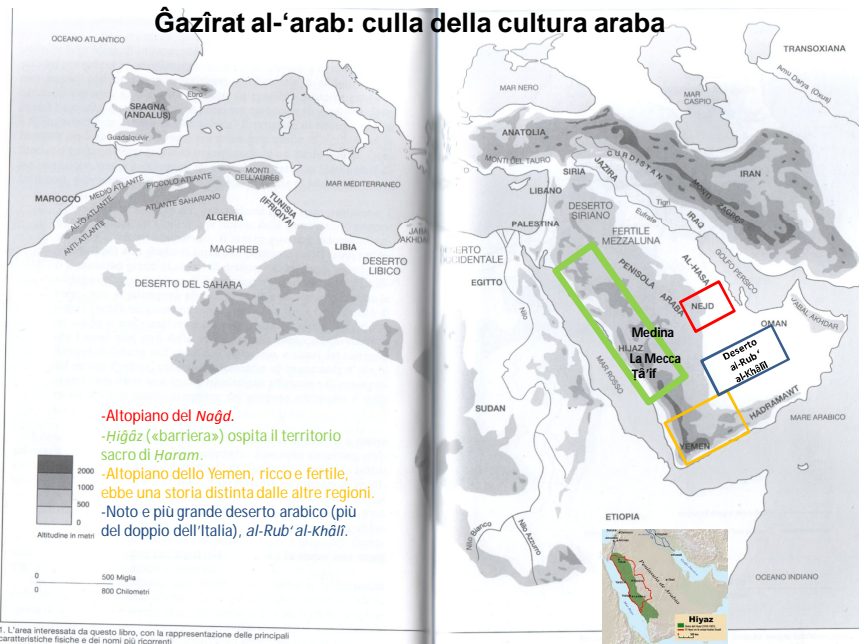 Ĝazîrat al-‘arab: culla della cultura araba
OCEANO ATLANTICO
SPAGNA
(ANDALUS)
Ebro
Guadalquivir
MAROCCO
ALTO ATLANTE
MEDIO ATLANTE
ANTI-ATLANTE
PICCOLO ATLANTE
ATLANTE SAHARIANO
MONTI
DELL'AURÈS
TUNISIA
(IFRIQIYA)
ALGERIA
MAGHREB
DESERTO DEL SAHARA
LIBIA
DESERTO
LIBICO
MAR MEDITERRANEO
MAR NERO
MAR
CASPIO
TRANSOXIANA
Amu Darya (Oxus)
ANATOLIA
MONTI DEL TAURO
CURDISTAN
JAZIRA
SIRIA
LIBANO
PALESTINA
DESERTO
SIRIANO
Eufrate
Tigri
IRAQ
IRAN
MONTI ZAGROS
FERTILE
MEZZALUNA
EGITTO
Nilo
PENISOLA ARABA
AL-HASA
GOLFO PERSICO
NEJD
OMAN
JABAL AKHDAR
Medina
HIJAZ
La Mecca
Ţâ’if
MAR ROSSO
Deserto
al-Rub‘
al-Khâlîl
HADRAMAWT
YEMEN
MARE ARABICO
SUDAN
ETIOPIA
Nilo Bianco
Nilo Azzurro
OCEANO INDIANO
-Altopiano del Naĝd.
-Ḥiĝâz («barriera») ospita il territorio
sacro di Ḥaram.
-Altopiano dello Yemen, ricco e fertile,
ebbe una storia distinta dalle altre regioni.
-Noto e più grande deserto arabico (più
del doppio dell’Italia), al-Rub‘ al-Khâlî.
2000
1000
500
0
Altitudine in metri
0 500 Miglia
0 800 Chilometri
Hiyaz
1. L'area interessata da questo libro, con la rappresentazione delle principali
caratteristiche fisiche e dei nomi più ricorrenti